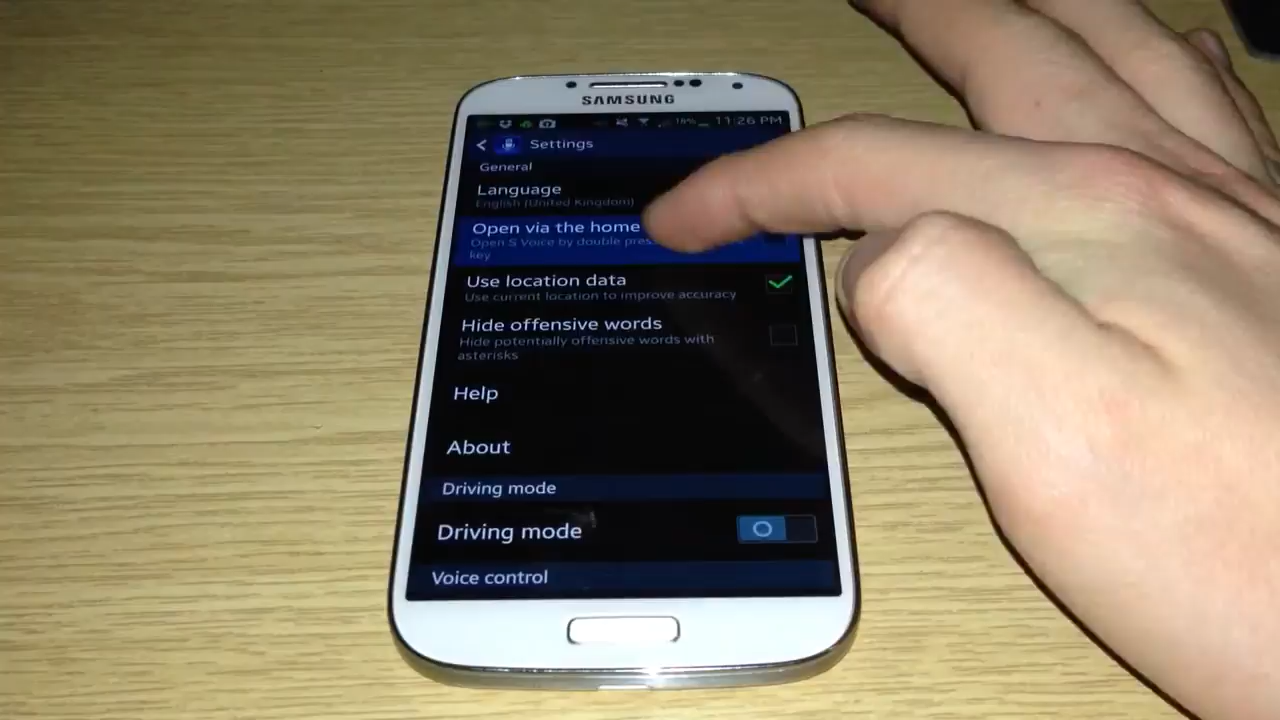 SAMSUNG
18% 11:26 PM
Settings
General
Language
English (United Kingdom)
Open via the home
Open S Voice by double
key
Use location data
Use current location to improve accuracy
Hide offensive words
Hide potentially offensive words with
asterisks
Help
About
Driving mode
Driving mode
Voice control